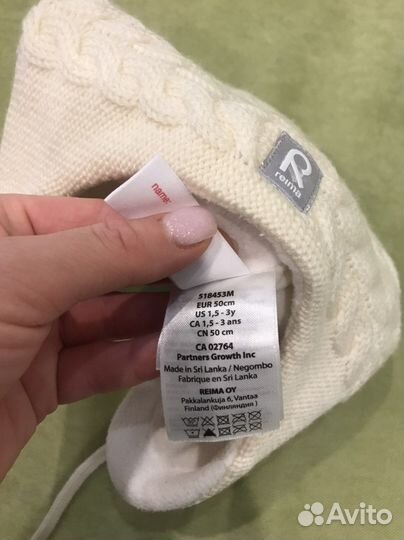 R
reima
name:
518453M
EUR 50cm
US 1,5 - 3y
CA 1,5 - 3 ans
CN 50 cm
CA 02764
Partners Growth Inc
Made in Sri Lanka / Negombo
Fabrique en Sri Lanka
REIMA OY
Pakkalankuja 6, Vantaa
Finland (Финляндия)
Avito